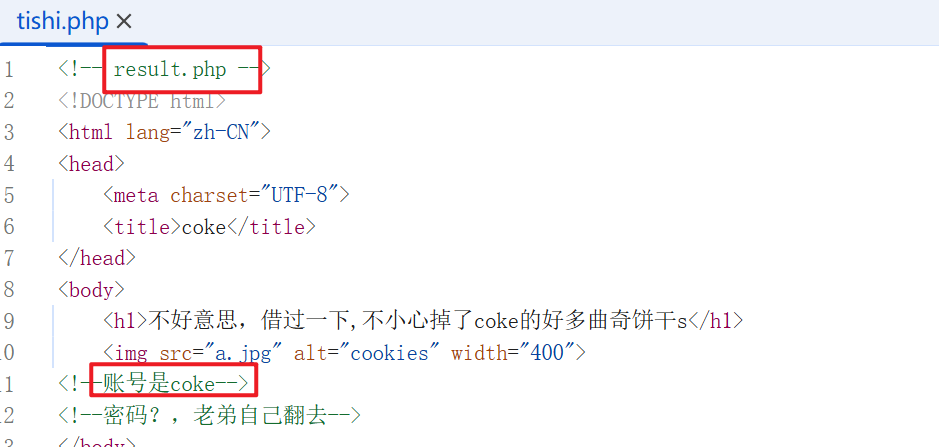 tishi.php ×
1 <!-- result.php -->
2 <!DOCTYPE html>
3 <html lang="zh-CN">
4 <head>
5 <meta charset="UTF-8">
6 <title>coke</title>
7 </head>
8 <body>
9 <h1>不好意思，借过一下,不小心掉了coke的好多曲奇饼干s</h1>
10 <img src="a.jpg" alt="cookies" width="400">
11 <!--账号是coke-->
12 <!--密码？，老弟自己翻去-->